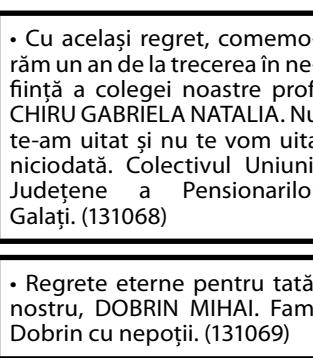 • Cu același regret, comemo-
răm un an de la trecerea în ne-
ființă a colegei noastre prof
CHIRU GABRIELA NATALIA. Nu
te-am uitat și nu te vom uita
niciodată. Colectivul Uniuni
Județene a Pensionarilo
Galați. (131068)
• Regrete eterne pentru tată
nostru, DOBRIN MIHAI. Fam
Dobrin cu nepoții. (131069)